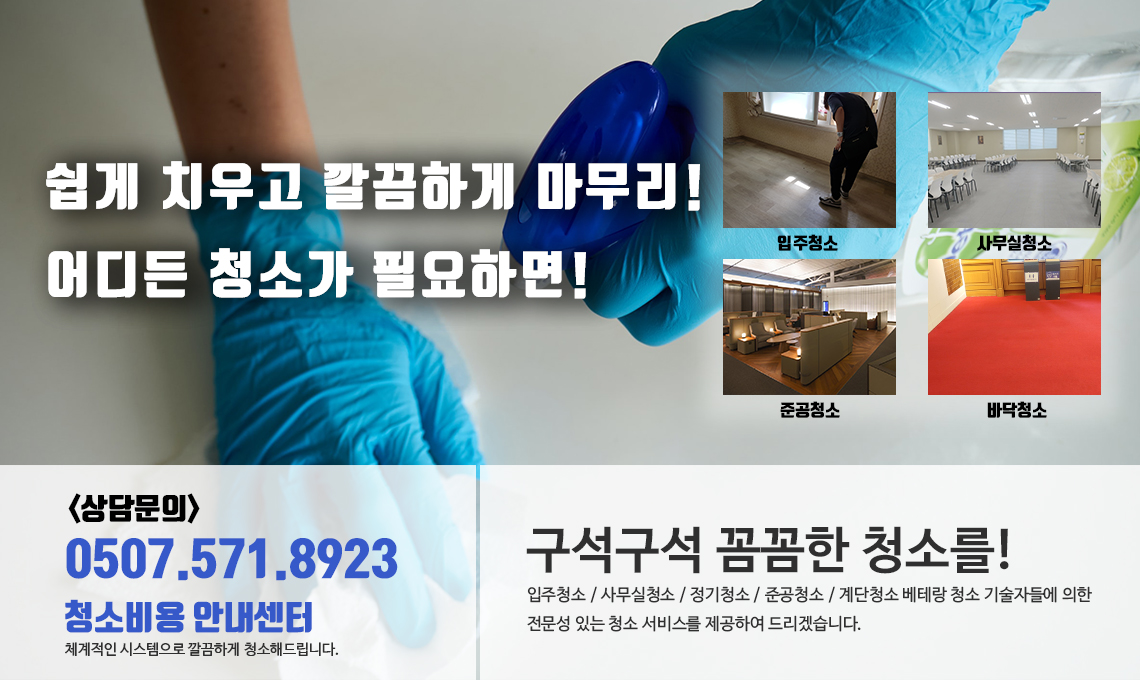 쉽게 치우고 깔끔하게 마무리!
어디든 청소가 필요하면!
입주청소
사무실청소
준공청소
바닥청소
<상담문의>
0507.571.8923
청소비용 안내센터
체계적인 시스템으로 깔끔하게 청소해드립니다.
구석구석 꼼꼼한 청소를!
입주청소 / 사무실청소 / 정기청소 / 준공청소 / 계단청소 베테랑 청소 기술자들에 의한
전문성 있는 청소 서비스를 제공하여 드리겠습니다.